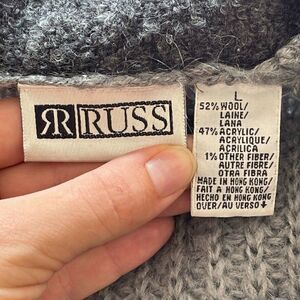 RR RUSS
L
52% WOOL/
LAINE/
LANA
47% ACRYLIC/
ACRYLIQUE/
ACRILICA
1% OTHER FIBER/
AUTRE FIBRE/
OTRA FIBRA
MADE IN HONG KONG/
FAIT A HONG KONG/
HECHO EN HONG KONG
OVER/AU VERSO ↓